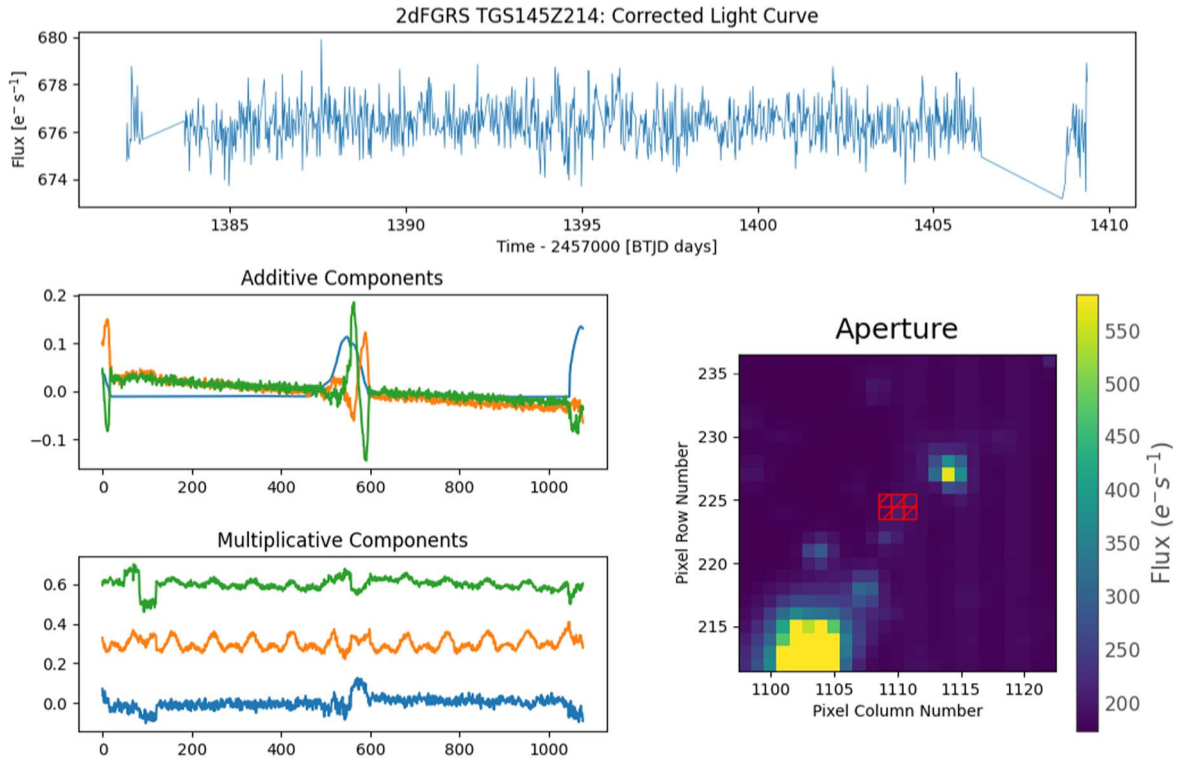 2dFGRS TGS145Z214: Corrected Light Curve
680
678
676
674
Flux [e⁻ s⁻¹]
1385 1390 1395 1400 1405 1410
Time - 2457000 [BTJD days]
Additive Components
0.2
0.1
0.0
−0.1
0 200 400 600 800 1000
Multiplicative Components
0.6
0.4
0.2
0.0
0 200 400 600 800 1000
Aperture
235
230
225
220
215
Pixel Row Number
1100 1105 1110 1115 1120
Pixel Column Number
550
500
450
400
350
300
250
200
Flux (e⁻s⁻¹)